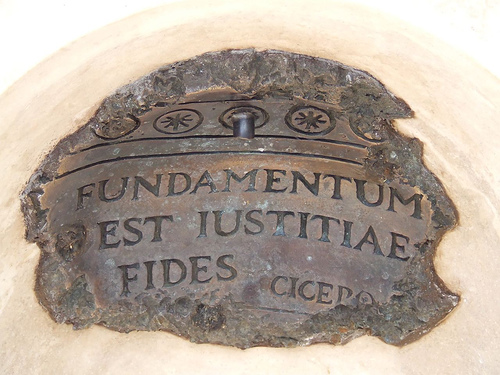 FUNDAMENTUM
EST IUSTITIAE
FIDES CICERO